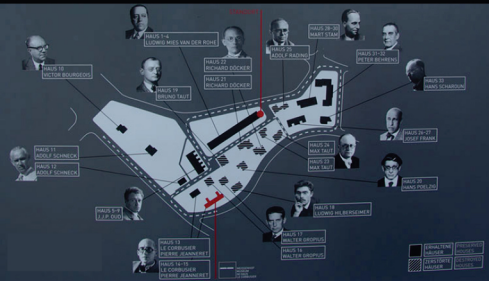 HAUS 1-4
LUDWIG MIES VAN DER ROHE
HAUS 25
ADOLF RADING
HAUS 28-30
MART STAM
HAUS 31-32
PETER BEHRENS
HAUS 10
VICTOR BOURGEOIS
HAUS 22
RICHARD DÖCKER
HAUS 21
RICHARD DÖCKER
HAUS 19
BRUNO TAUT
HAUS 33
HANS SCHAROUN
HAUS 26-27
JOSEF FRANK
HAUS 24
MAX TAUT
HAUS 23
MAX TAUT
HAUS 11
ADOLF SCHNECK
HAUS 12
ADOLF SCHNECK
HAUS 20
HANS POELZIG
HAUS 5-9
J.J.P. OUD
HAUS 18
LUDWIG HILBERSEIMER
HAUS 17
WALTER GROPIUS
HAUS 16
WALTER GROPIUS
HAUS 13
LE CORBUSIER
PIERRE JEANNERET
HAUS 14-15
LE CORBUSIER
PIERRE JEANNERET
ERHALTENE
HÄUSER
PRESERVED
HOUSES
ZERSTÖRTE
HÄUSER
DESTROYED
HOUSES